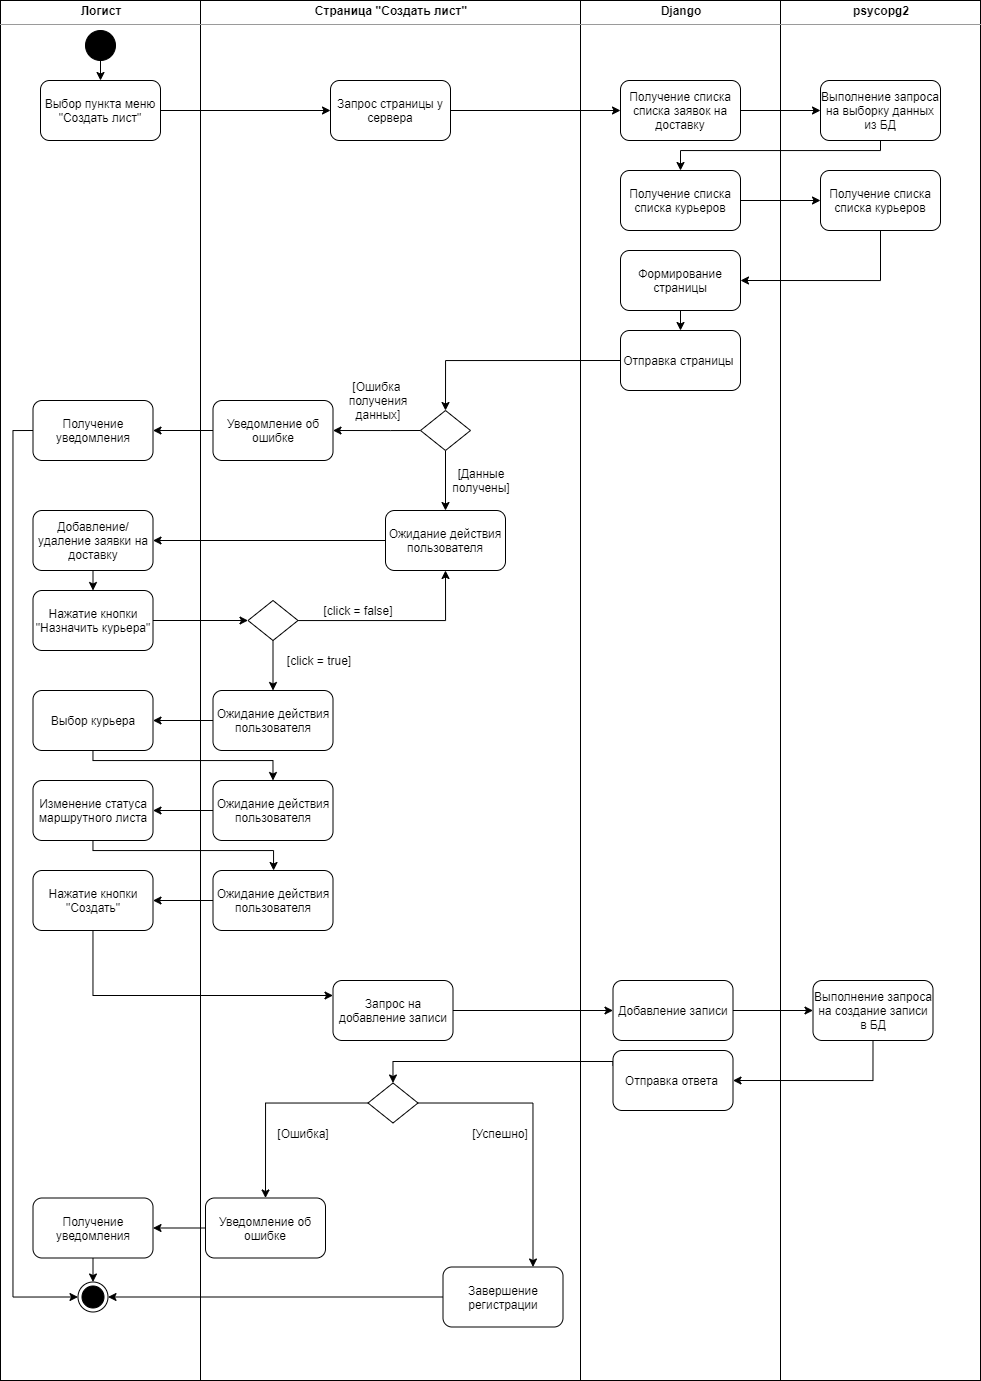 Логист
Страница "Создать лист"
Django
psycopg2
Выбор пункта меню
"Создать лист"
Запрос страницы у
сервера
Получение списка
списка заявок на
доставку
Выполнение запроса
на выборку данных
из БД
Получение списка
списка курьеров
Получение списка
списка курьеров
Формирование
страницы
Отправка страницы
[Ошибка
получения
данных]
Получение
уведомления
Уведомление об
ошибке
[Данные
получены]
Добавление/
удаление заявки на
доставку
Ожидание действия
пользователя
Нажатие кнопки
"Назначить курьера"
[click = false]
[click = true]
Выбор курьера
Ожидание действия
пользователя
Изменение статуса
маршрутного листа
Ожидание действия
пользователя
Нажатие кнопки
"Создать"
Ожидание действия
пользователя
Запрос на
добавление записи
Добавление записи
Выполнение запроса
на создание записи
в БД
Отправка ответа
[Ошибка]
[Успешно]
Получение
уведомления
Уведомление об
ошибке
Завершение
регистрации